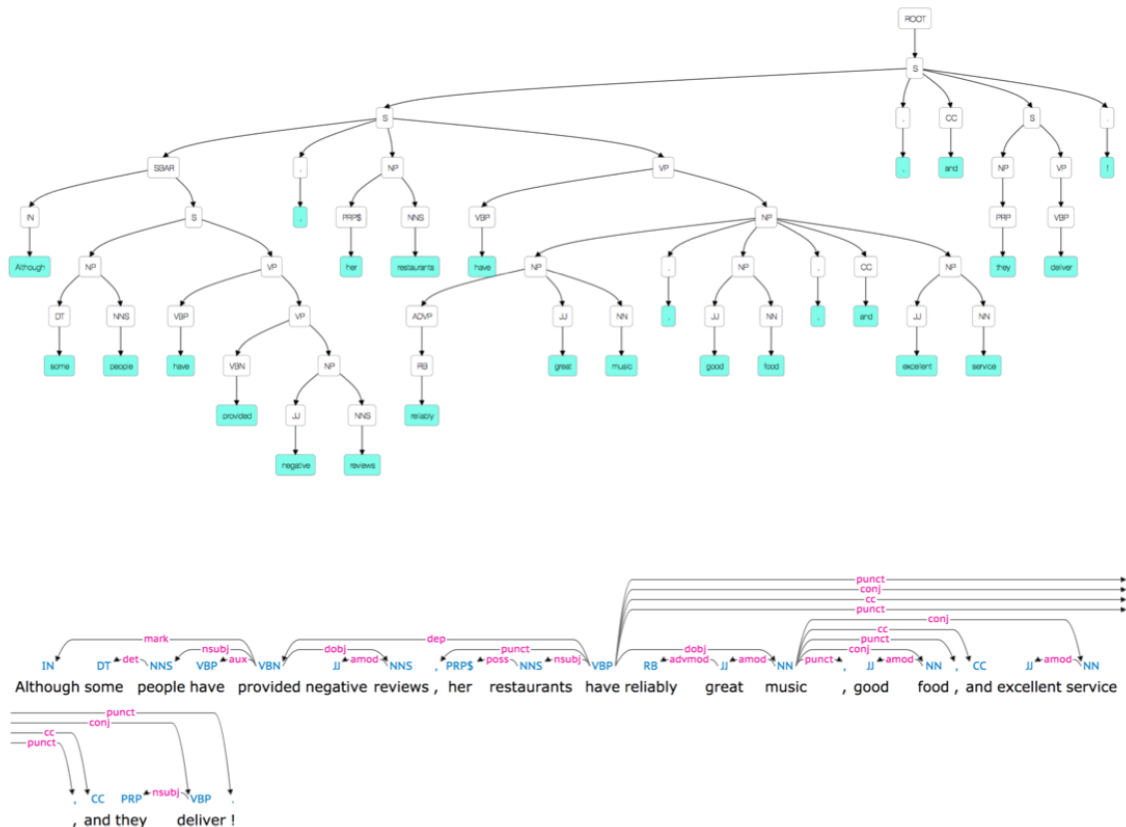 ROOT
S
S , CC S .
SBAR , NP VP , and NP VP !
IN S , PRP$ NNS VBP NP PRP VBP
Although NP VP her restaurants have NP , NP , CC NP they deliver
DT NNS VBP VP ADVP JJ NN , JJ NN , and JJ NN
some people have VBN NP RB great music good food excellent service
provided JJ NNS reliably
negative reviews
punct
conj
cc
punct
conj
mark dep cc
nsubj punct punct
dobj dobj conj
IN DT det NNS VBP aux VBN JJ amod NNS , PRP$ poss NNS nsubj VBP RB advmod JJ amod NN punct , JJ amod NN , CC JJ amod NN
Although some people have provided negative reviews , her restaurants have reliably great music , good food , and excellent service
punct
conj
cc
punct
, CC PRP nsubj VBP .
, and they deliver !